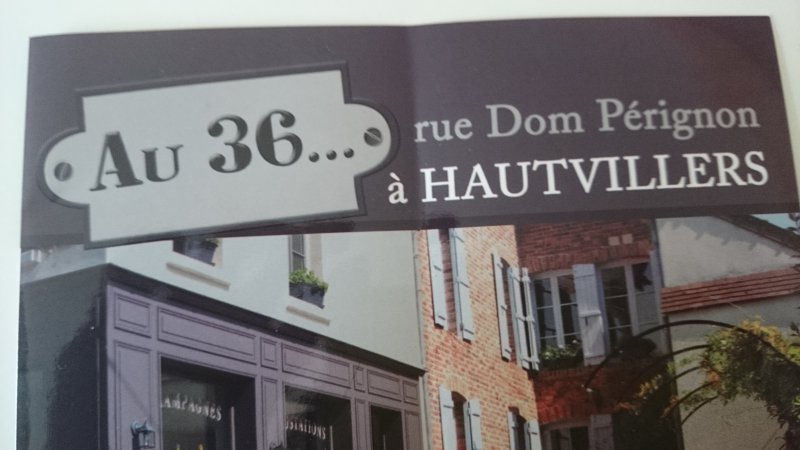 Au 36...
rue Dom Pérignon
à HAUTVILLERS